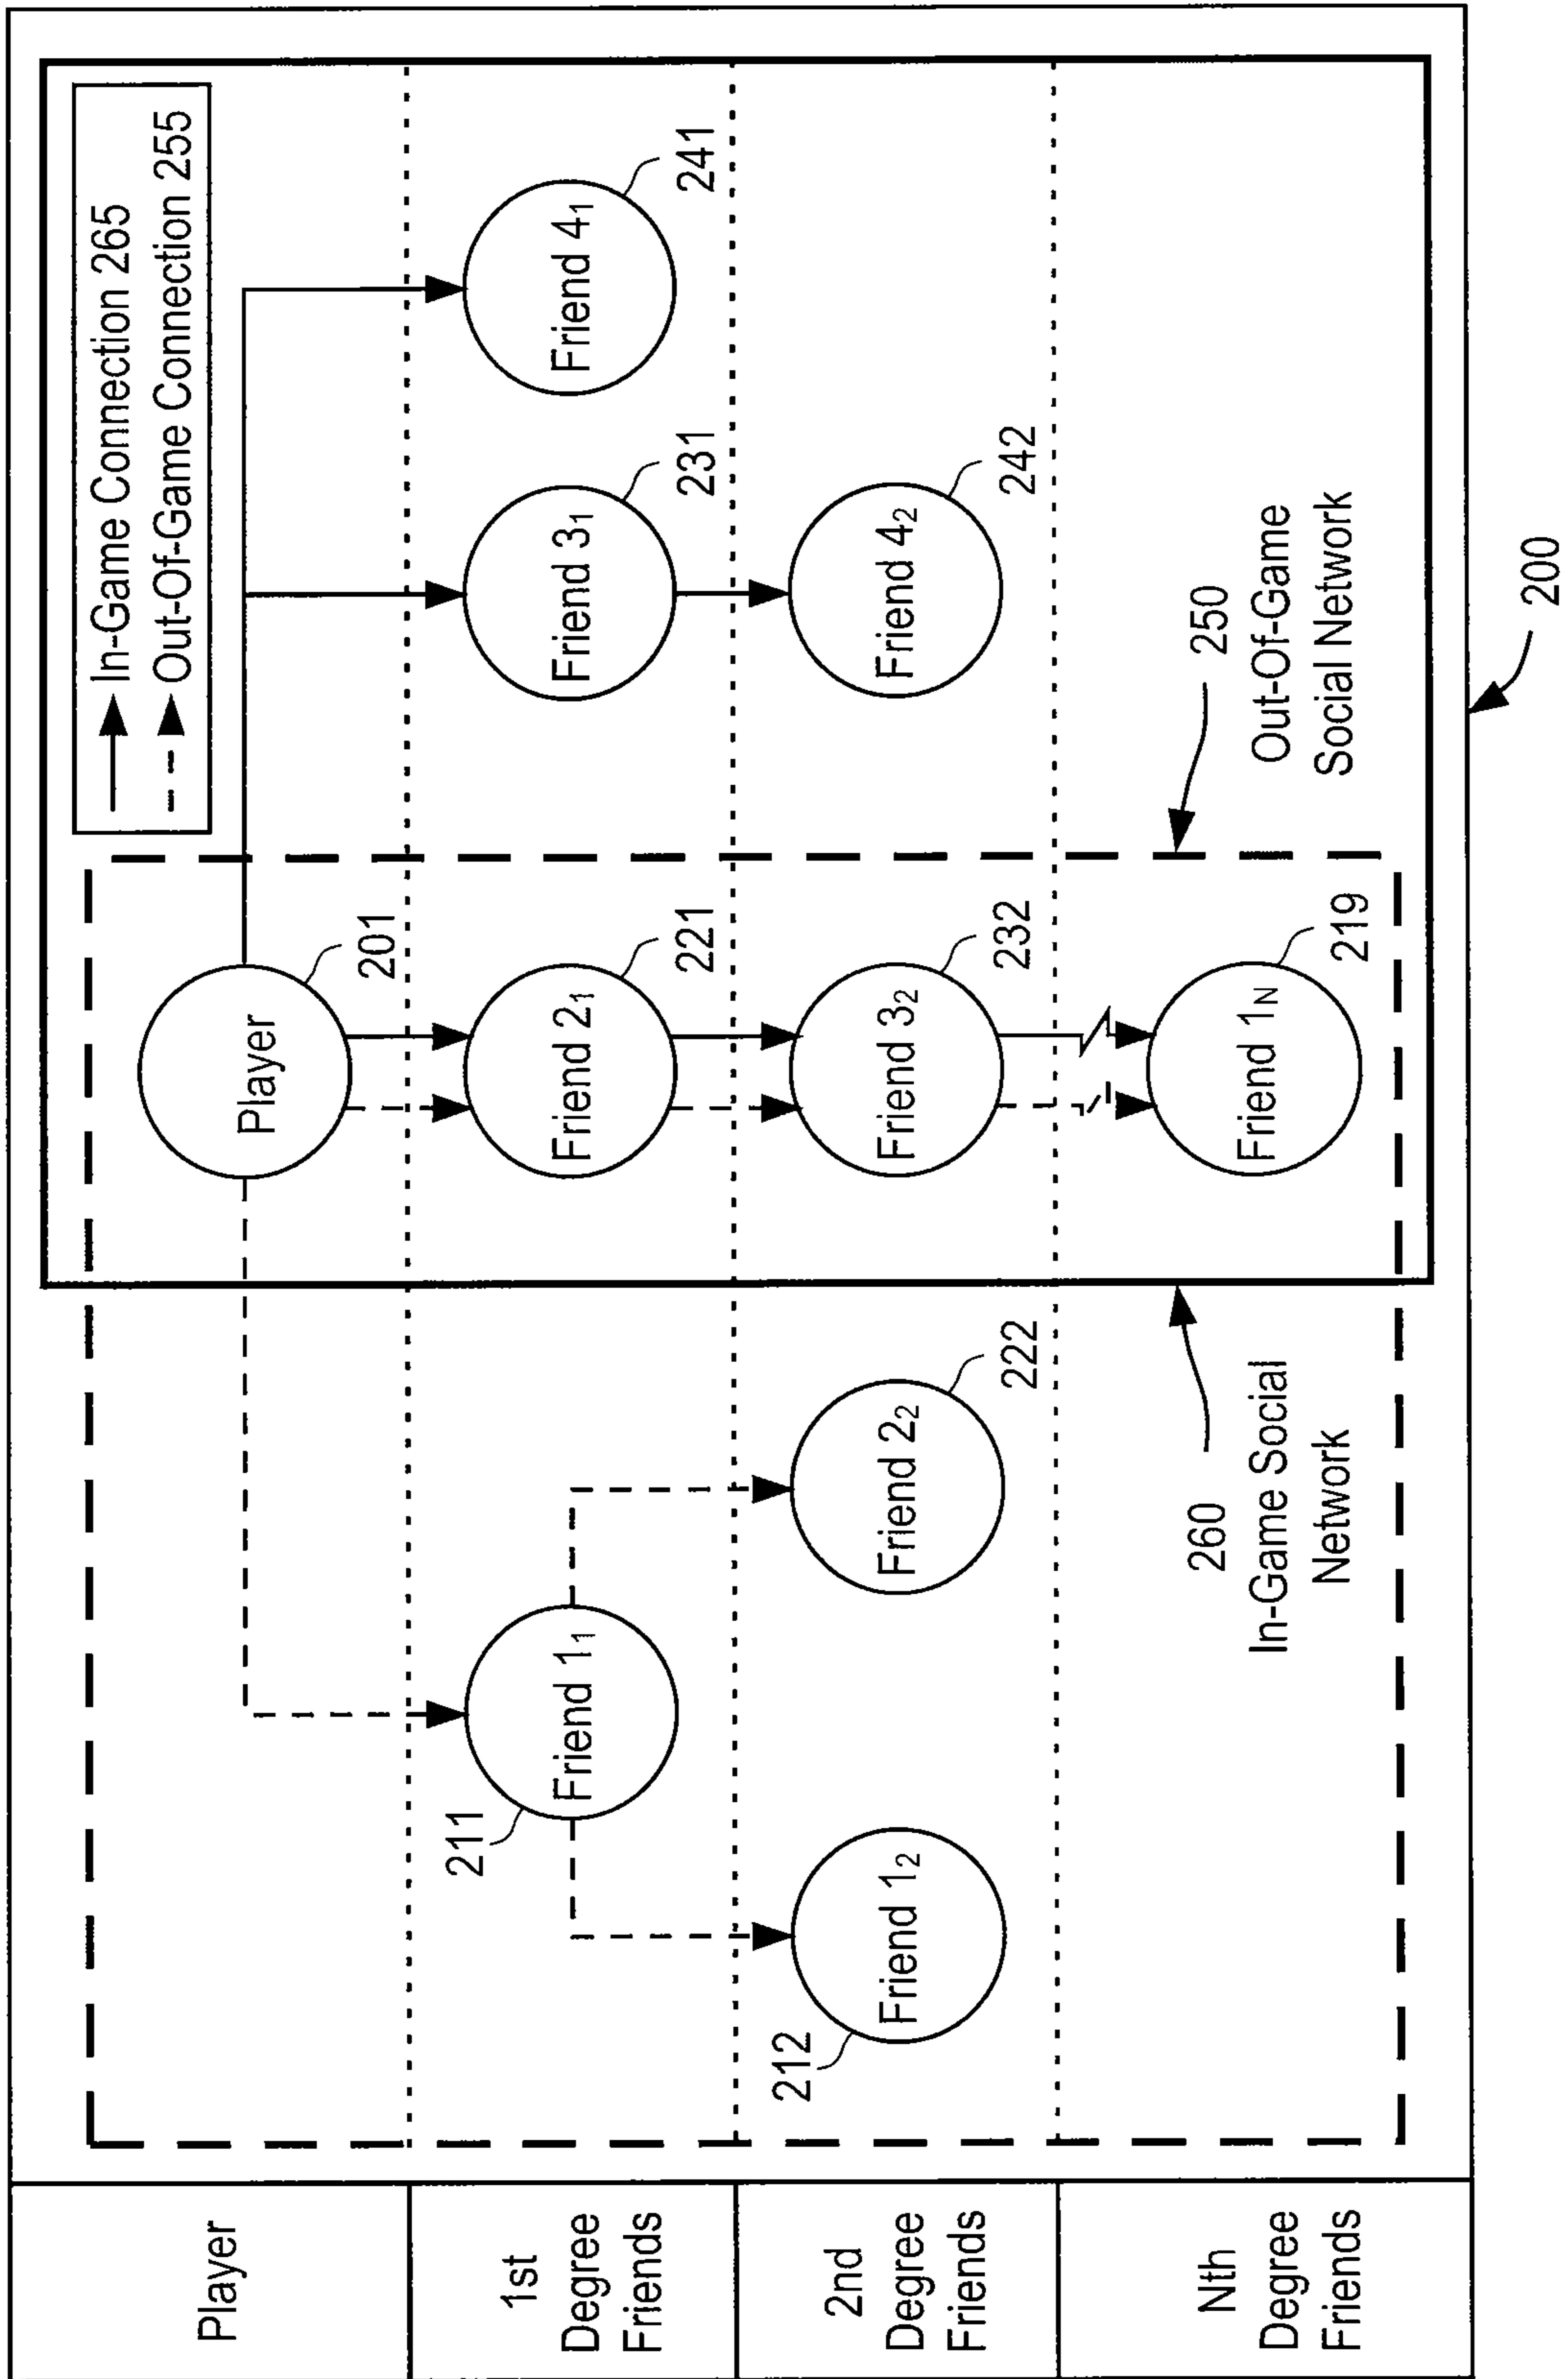 Player
1st
Degree
Friends
2nd
Degree
Friends
Nth
Degree
Friends
In-Game Connection 265
Out-Of-Game Connection 255
Player
201
Friend 1₁
211
Friend 2₁
221
Friend 3₁
231
Friend 4₁
241
Friend 1₂
212
Friend 2₂
222
Friend 3₂
232
Friend 4₂
242
Friend 1N
219
260
In-Game Social
Network
250
Out-Of-Game
Social Network
200